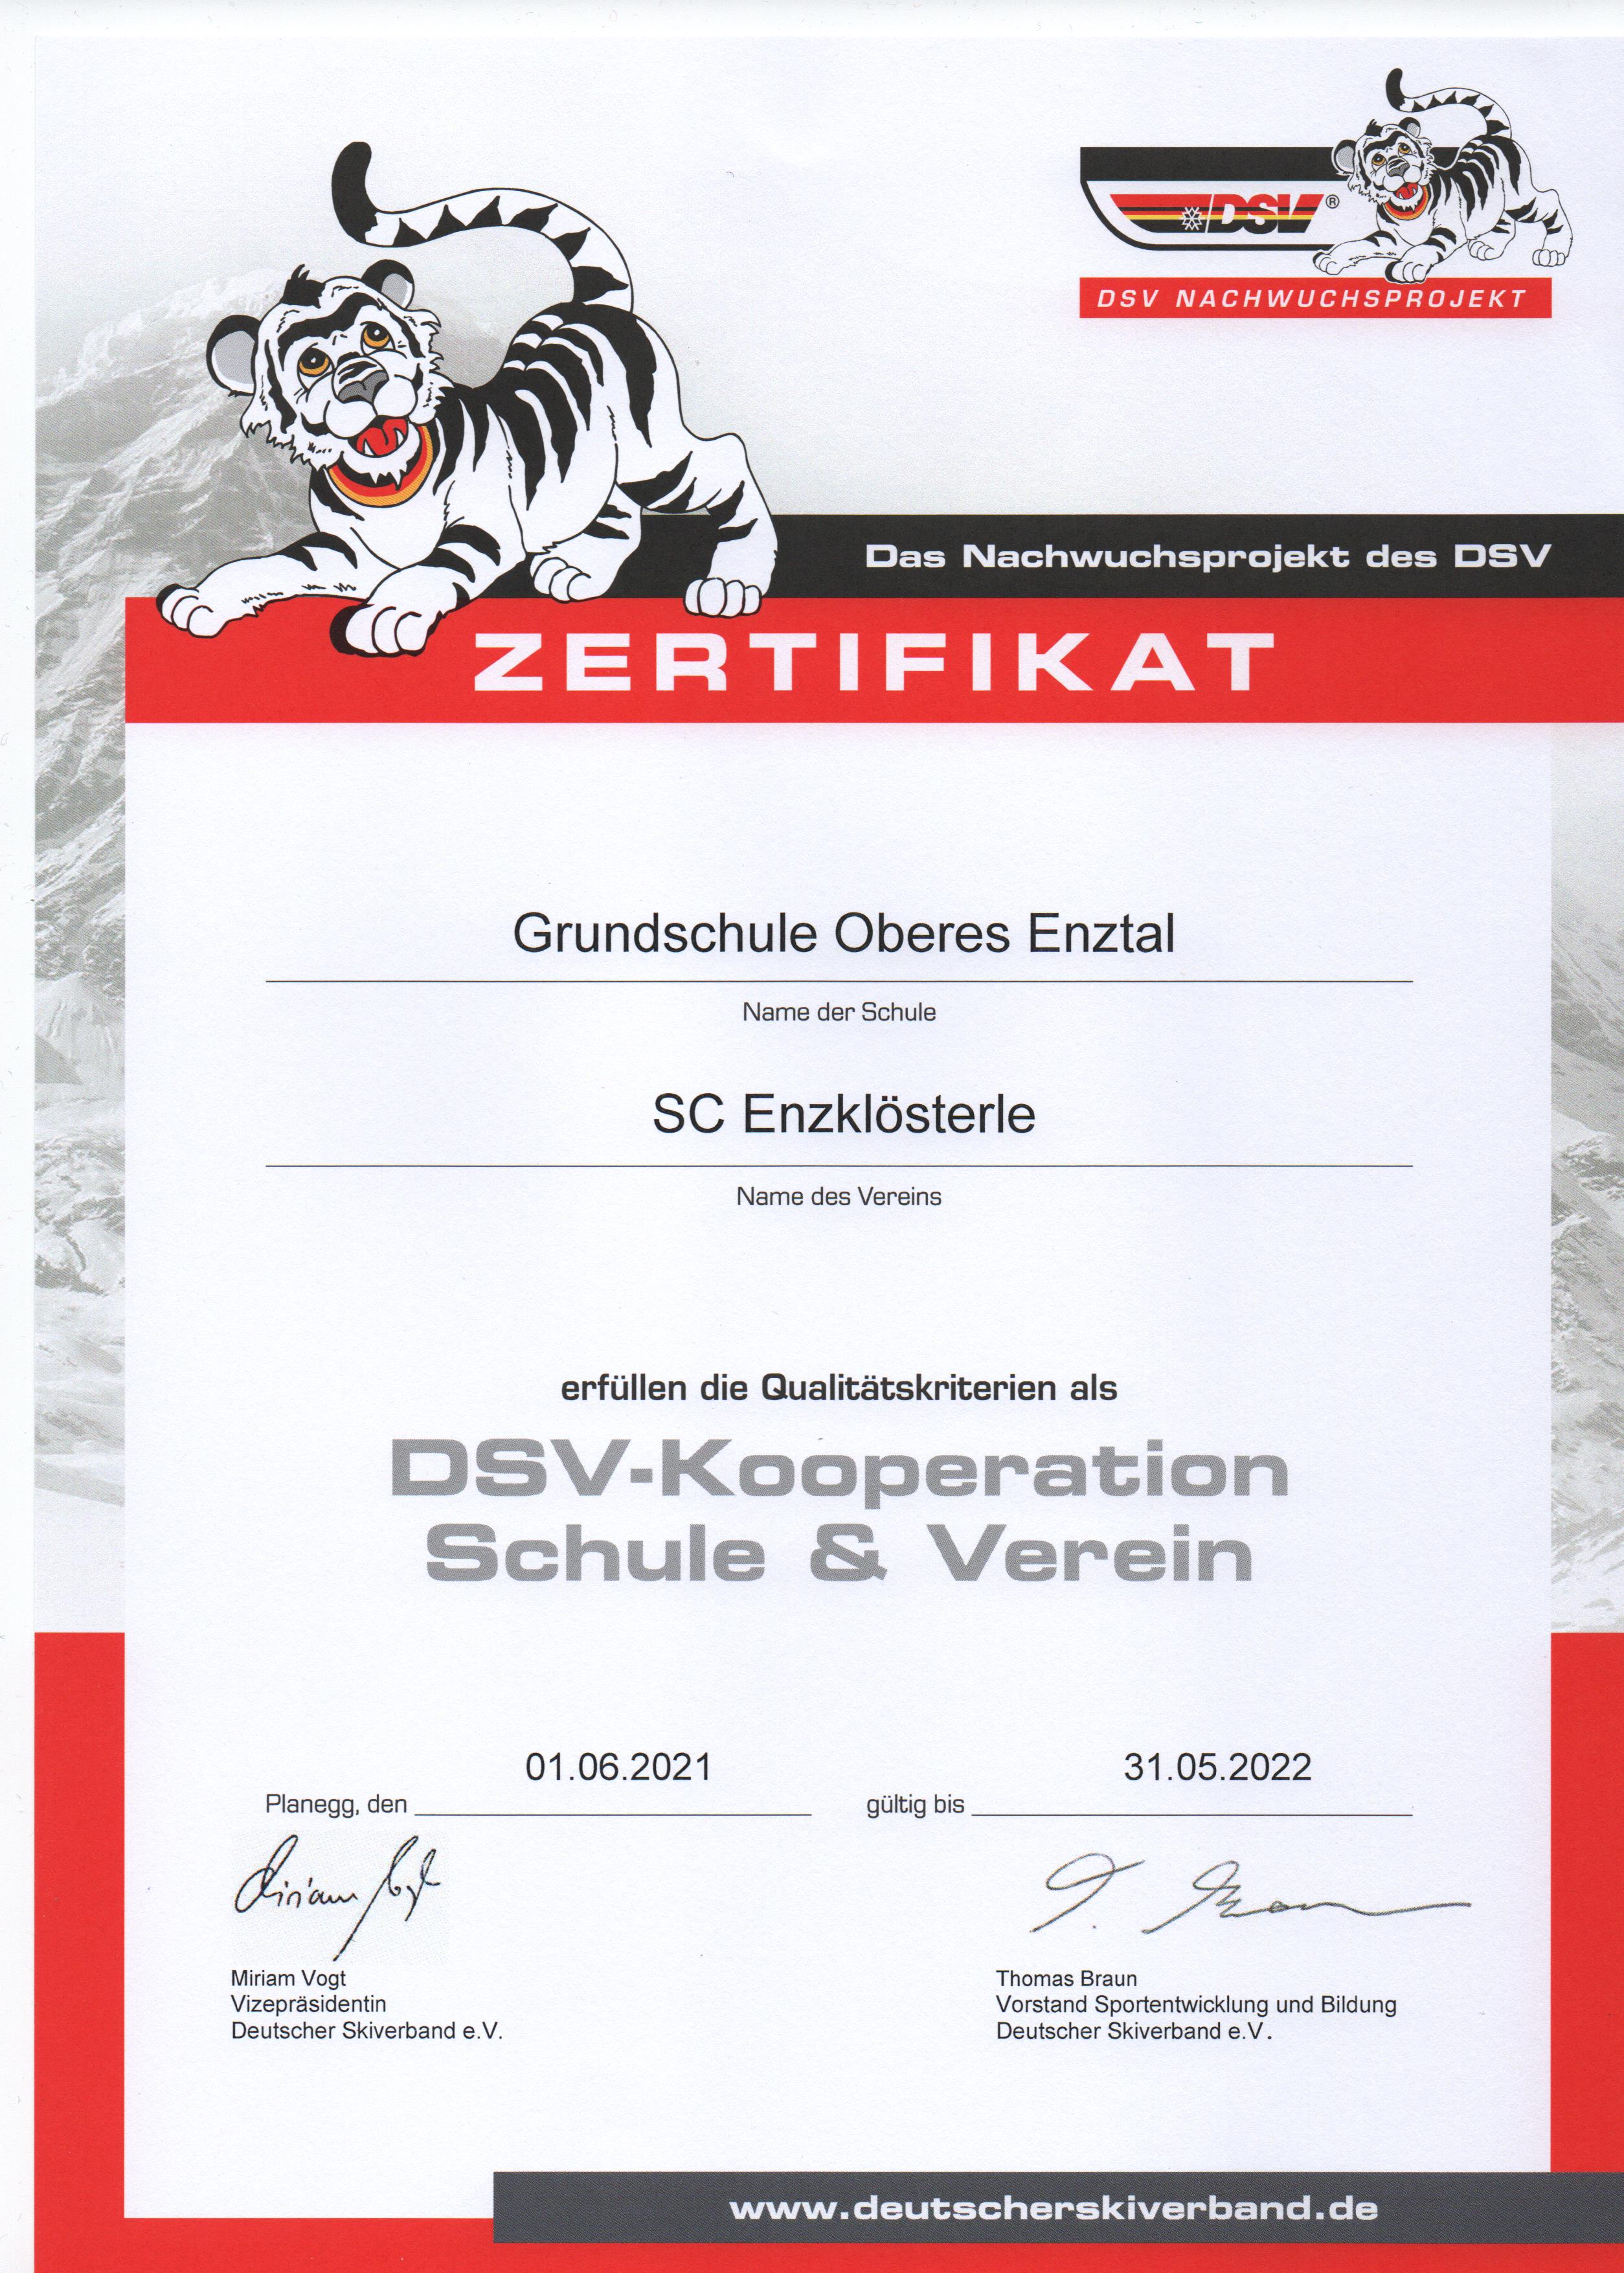 DSV®
DSV NACHWUCHSPROJEKT
Das Nachwuchsprojekt des DSV
ZERTIFIKAT
Grundschule Oberes Enztal
Name der Schule
SC Enzklösterle
Name des Vereins
erfüllen die Qualitätskriterien als
DSV-Kooperation
Schule & Verein
01.06.2021
Planegg, den
31.05.2022
gültig bis
Miriam Vogt
Miriam Vogt
Vizepräsidentin
Deutscher Skiverband e.V.
T. Braun
Thomas Braun
Vorstand Sportentwicklung und Bildung
Deutscher Skiverband e.V.
www.deutscherskiverband.de